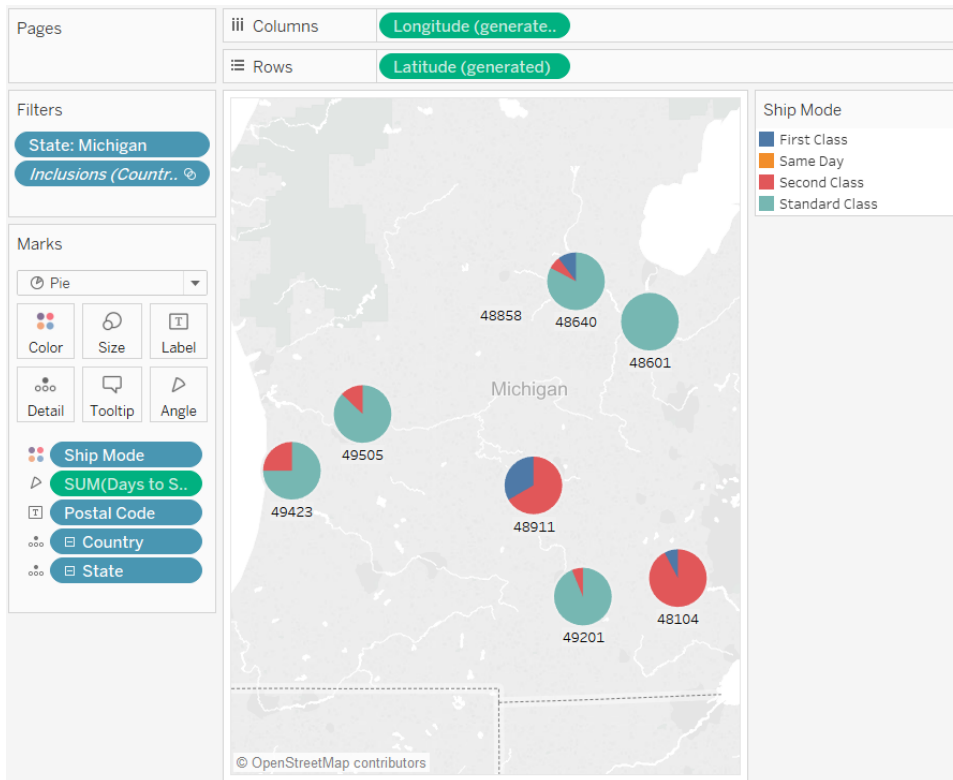 Pages
Columns
Longitude (generate..
Rows
Latitude (generated)
Filters
State: Michigan
Inclusions (Countr..
Marks
Pie
Color
Size
Label
Detail
Tooltip
Angle
Ship Mode
SUM(Days to S..
Postal Code
Country
State
48858
48640
48601
Michigan
49505
49423
48911
49201
48104
© OpenStreetMap contributors
Ship Mode
First Class
Same Day
Second Class
Standard Class